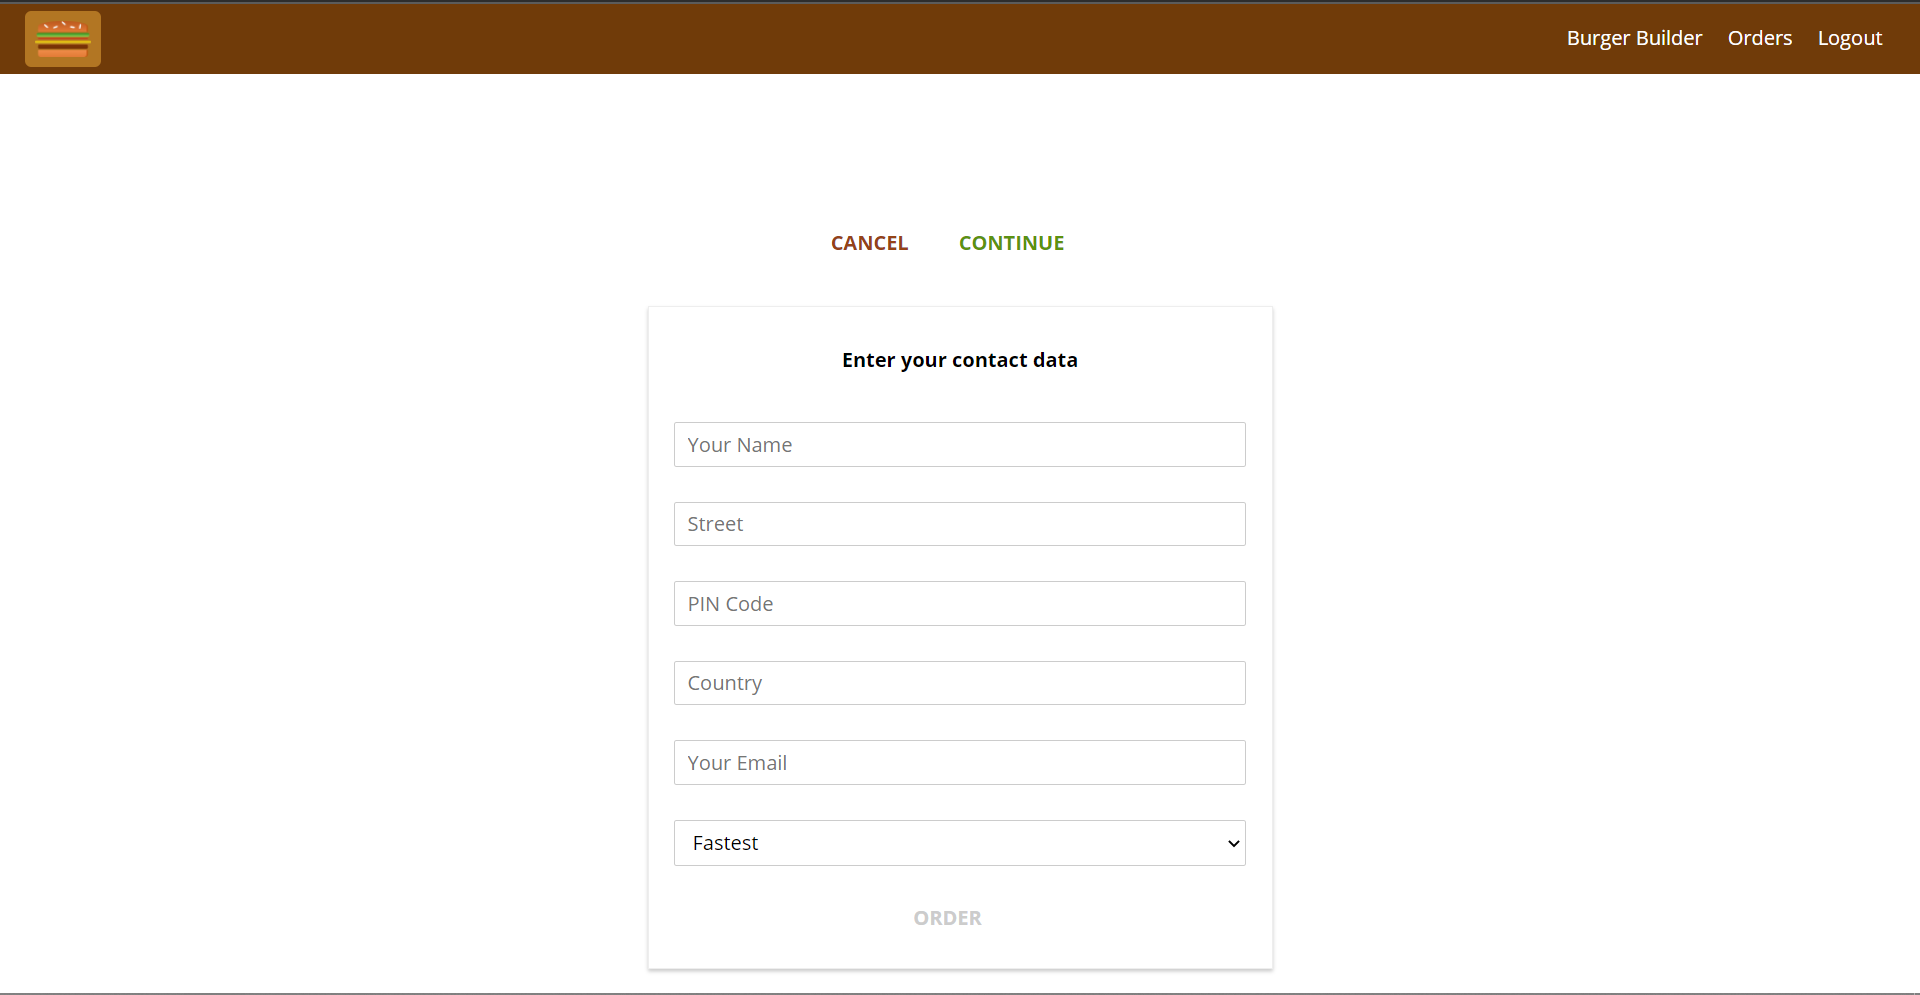 Burger Builder Orders Logout
CANCEL CONTINUE
Enter your contact data
Your Name
Street
PIN Code
Country
Your Email
Fastest
ORDER